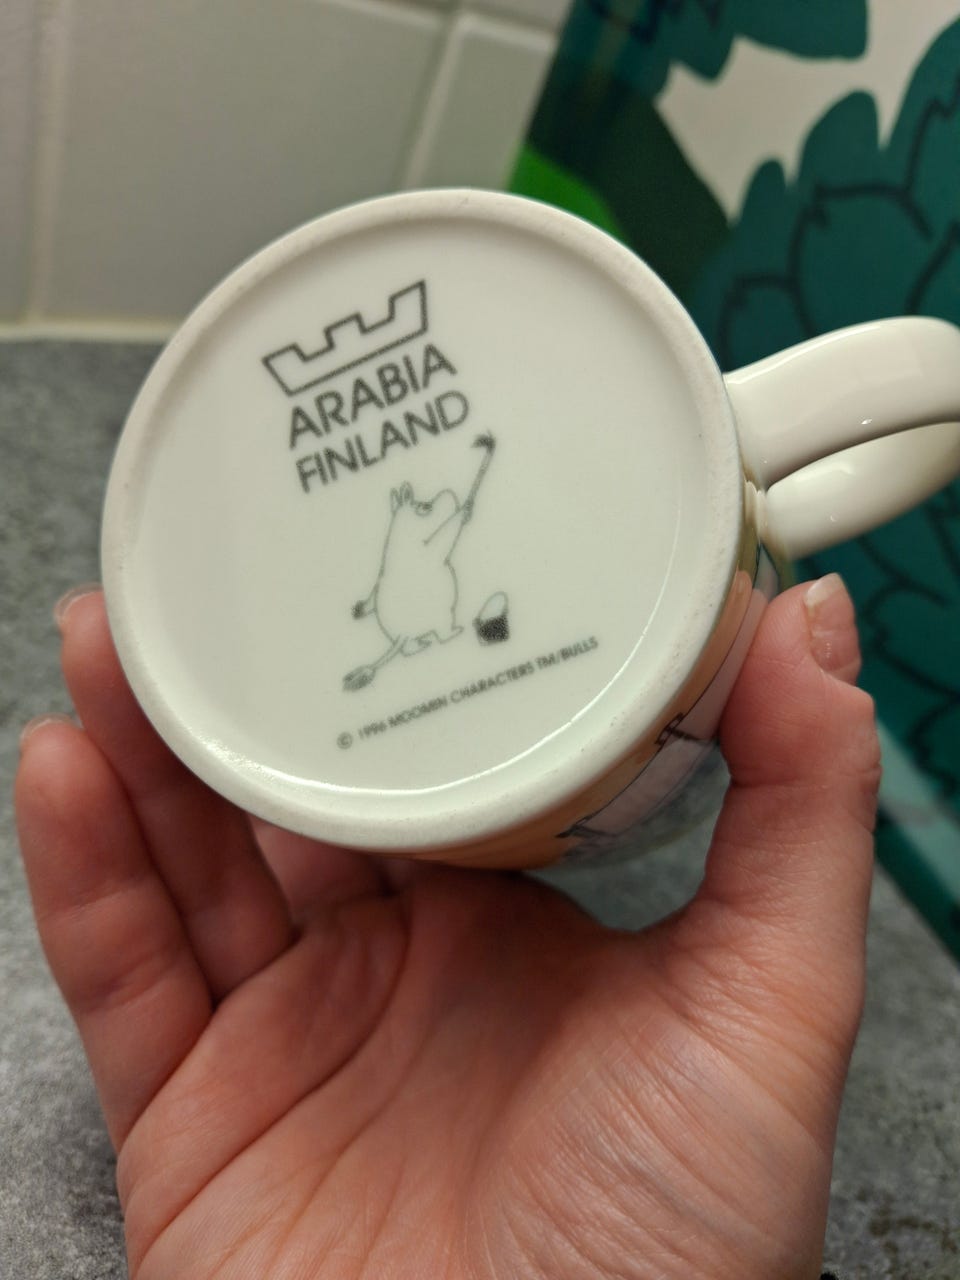 ARABIA
FINLAND
© 1996 MOOMIN CHARACTERS TM/BULLS